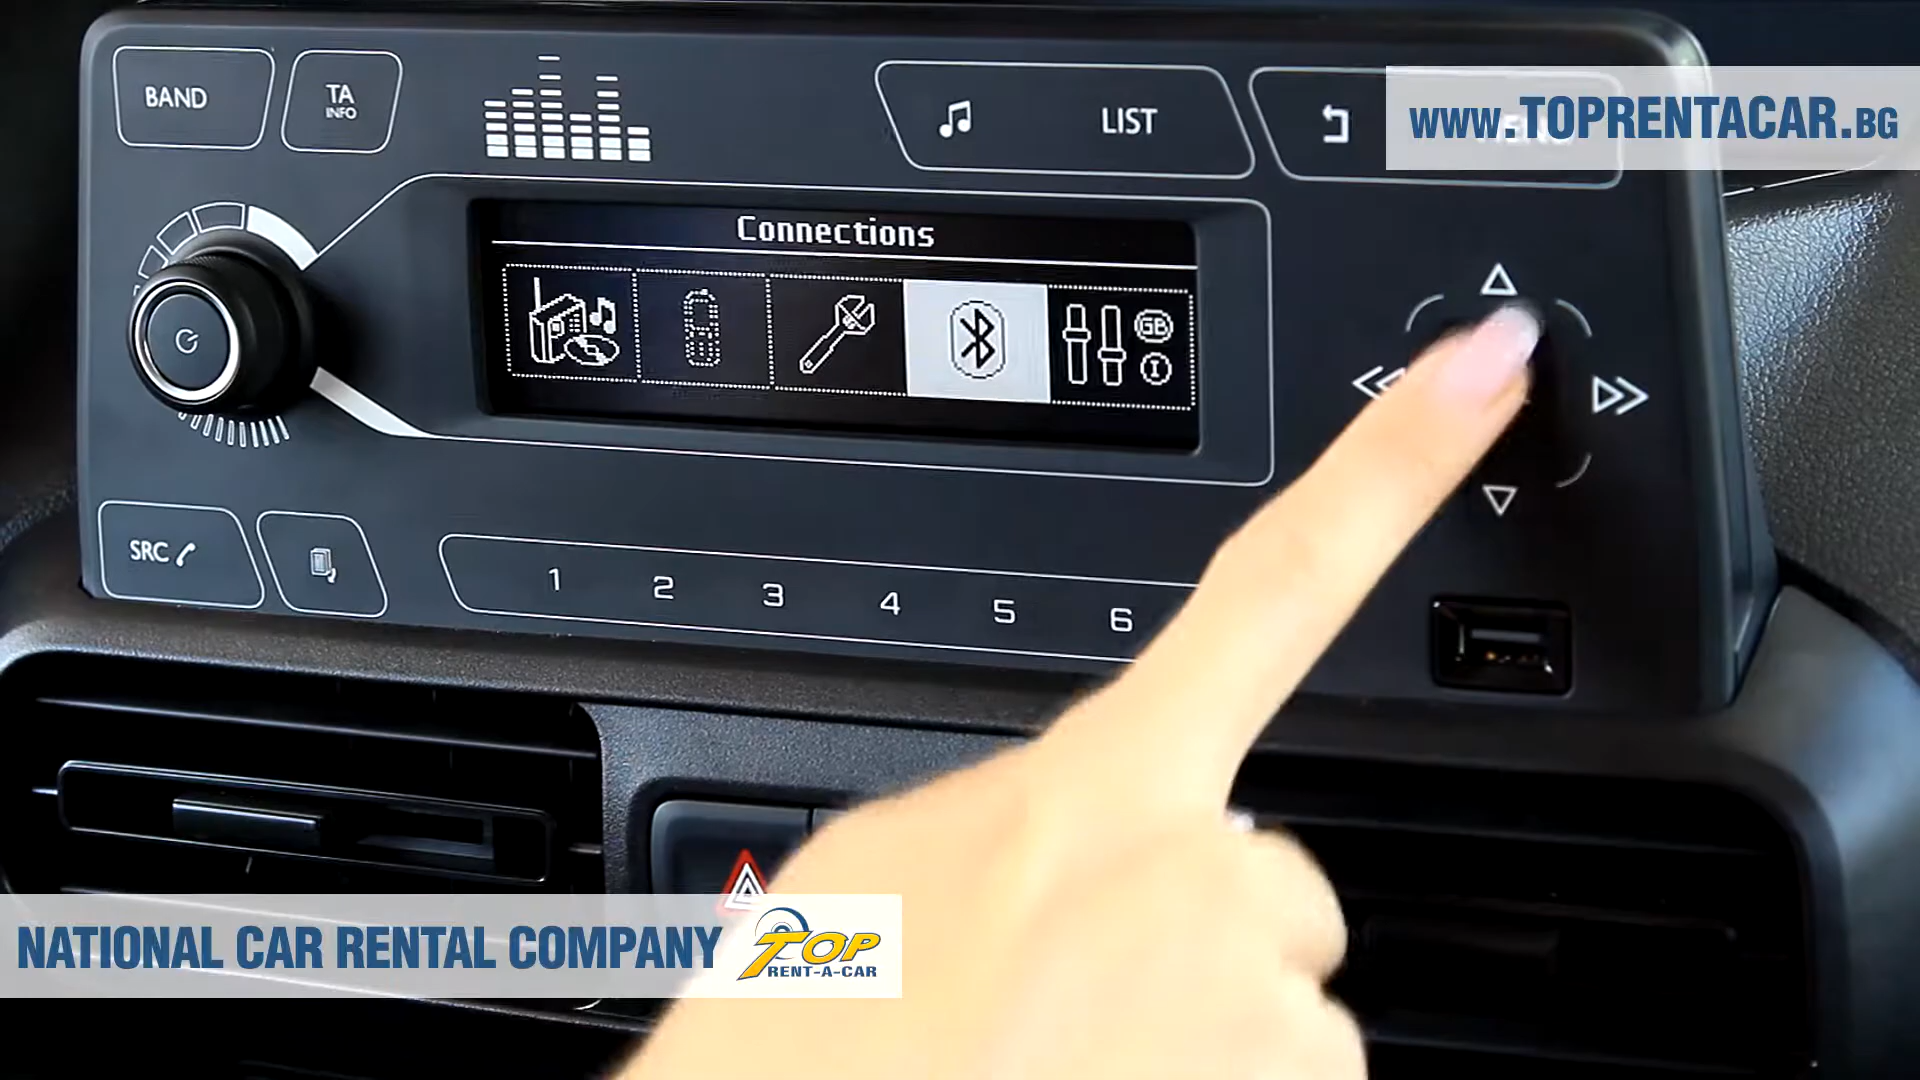 BAND
TA
INFO
LIST
WWW.TOPRENTACAR.BG
MENU
Connections
GB
I
SRC
1 2 3 4 5 6
NATIONAL CAR RENTAL COMPANY
TOP
RENT-A-CAR